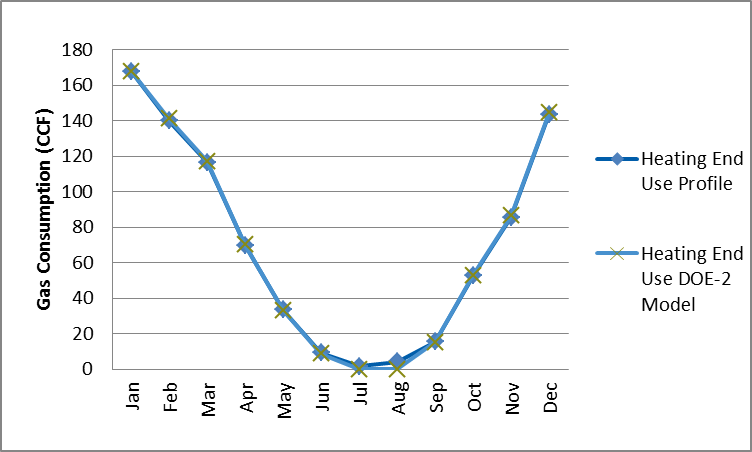 180
160
140
120
100
80
60
40
20
0
Gas Consumption (CCF)
Jan
Feb
Mar
Apr
May
Jun
Jul
Aug
Sep
Oct
Nov
Dec
Heating End
Use Profile
Heating End
Use DOE-2
Model